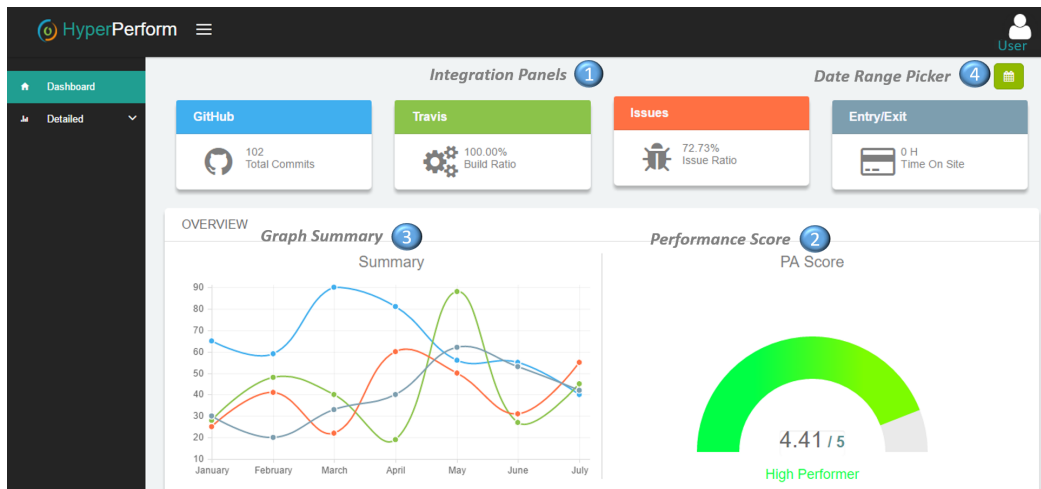 HyperPerform
User
Integration Panels 1
Date Range Picker 4
Dashboard
Detailed
GitHub
102
Total Commits
Travis
100.00%
Build Ratio
Issues
72.73%
Issue Ratio
Entry/Exit
0 H
Time On Site
OVERVIEW
Graph Summary 3
Performance Score 2
Summary
90
80
70
60
50
40
30
20
10
January February March April May June July
PA Score
4.41 / 5
High Performer